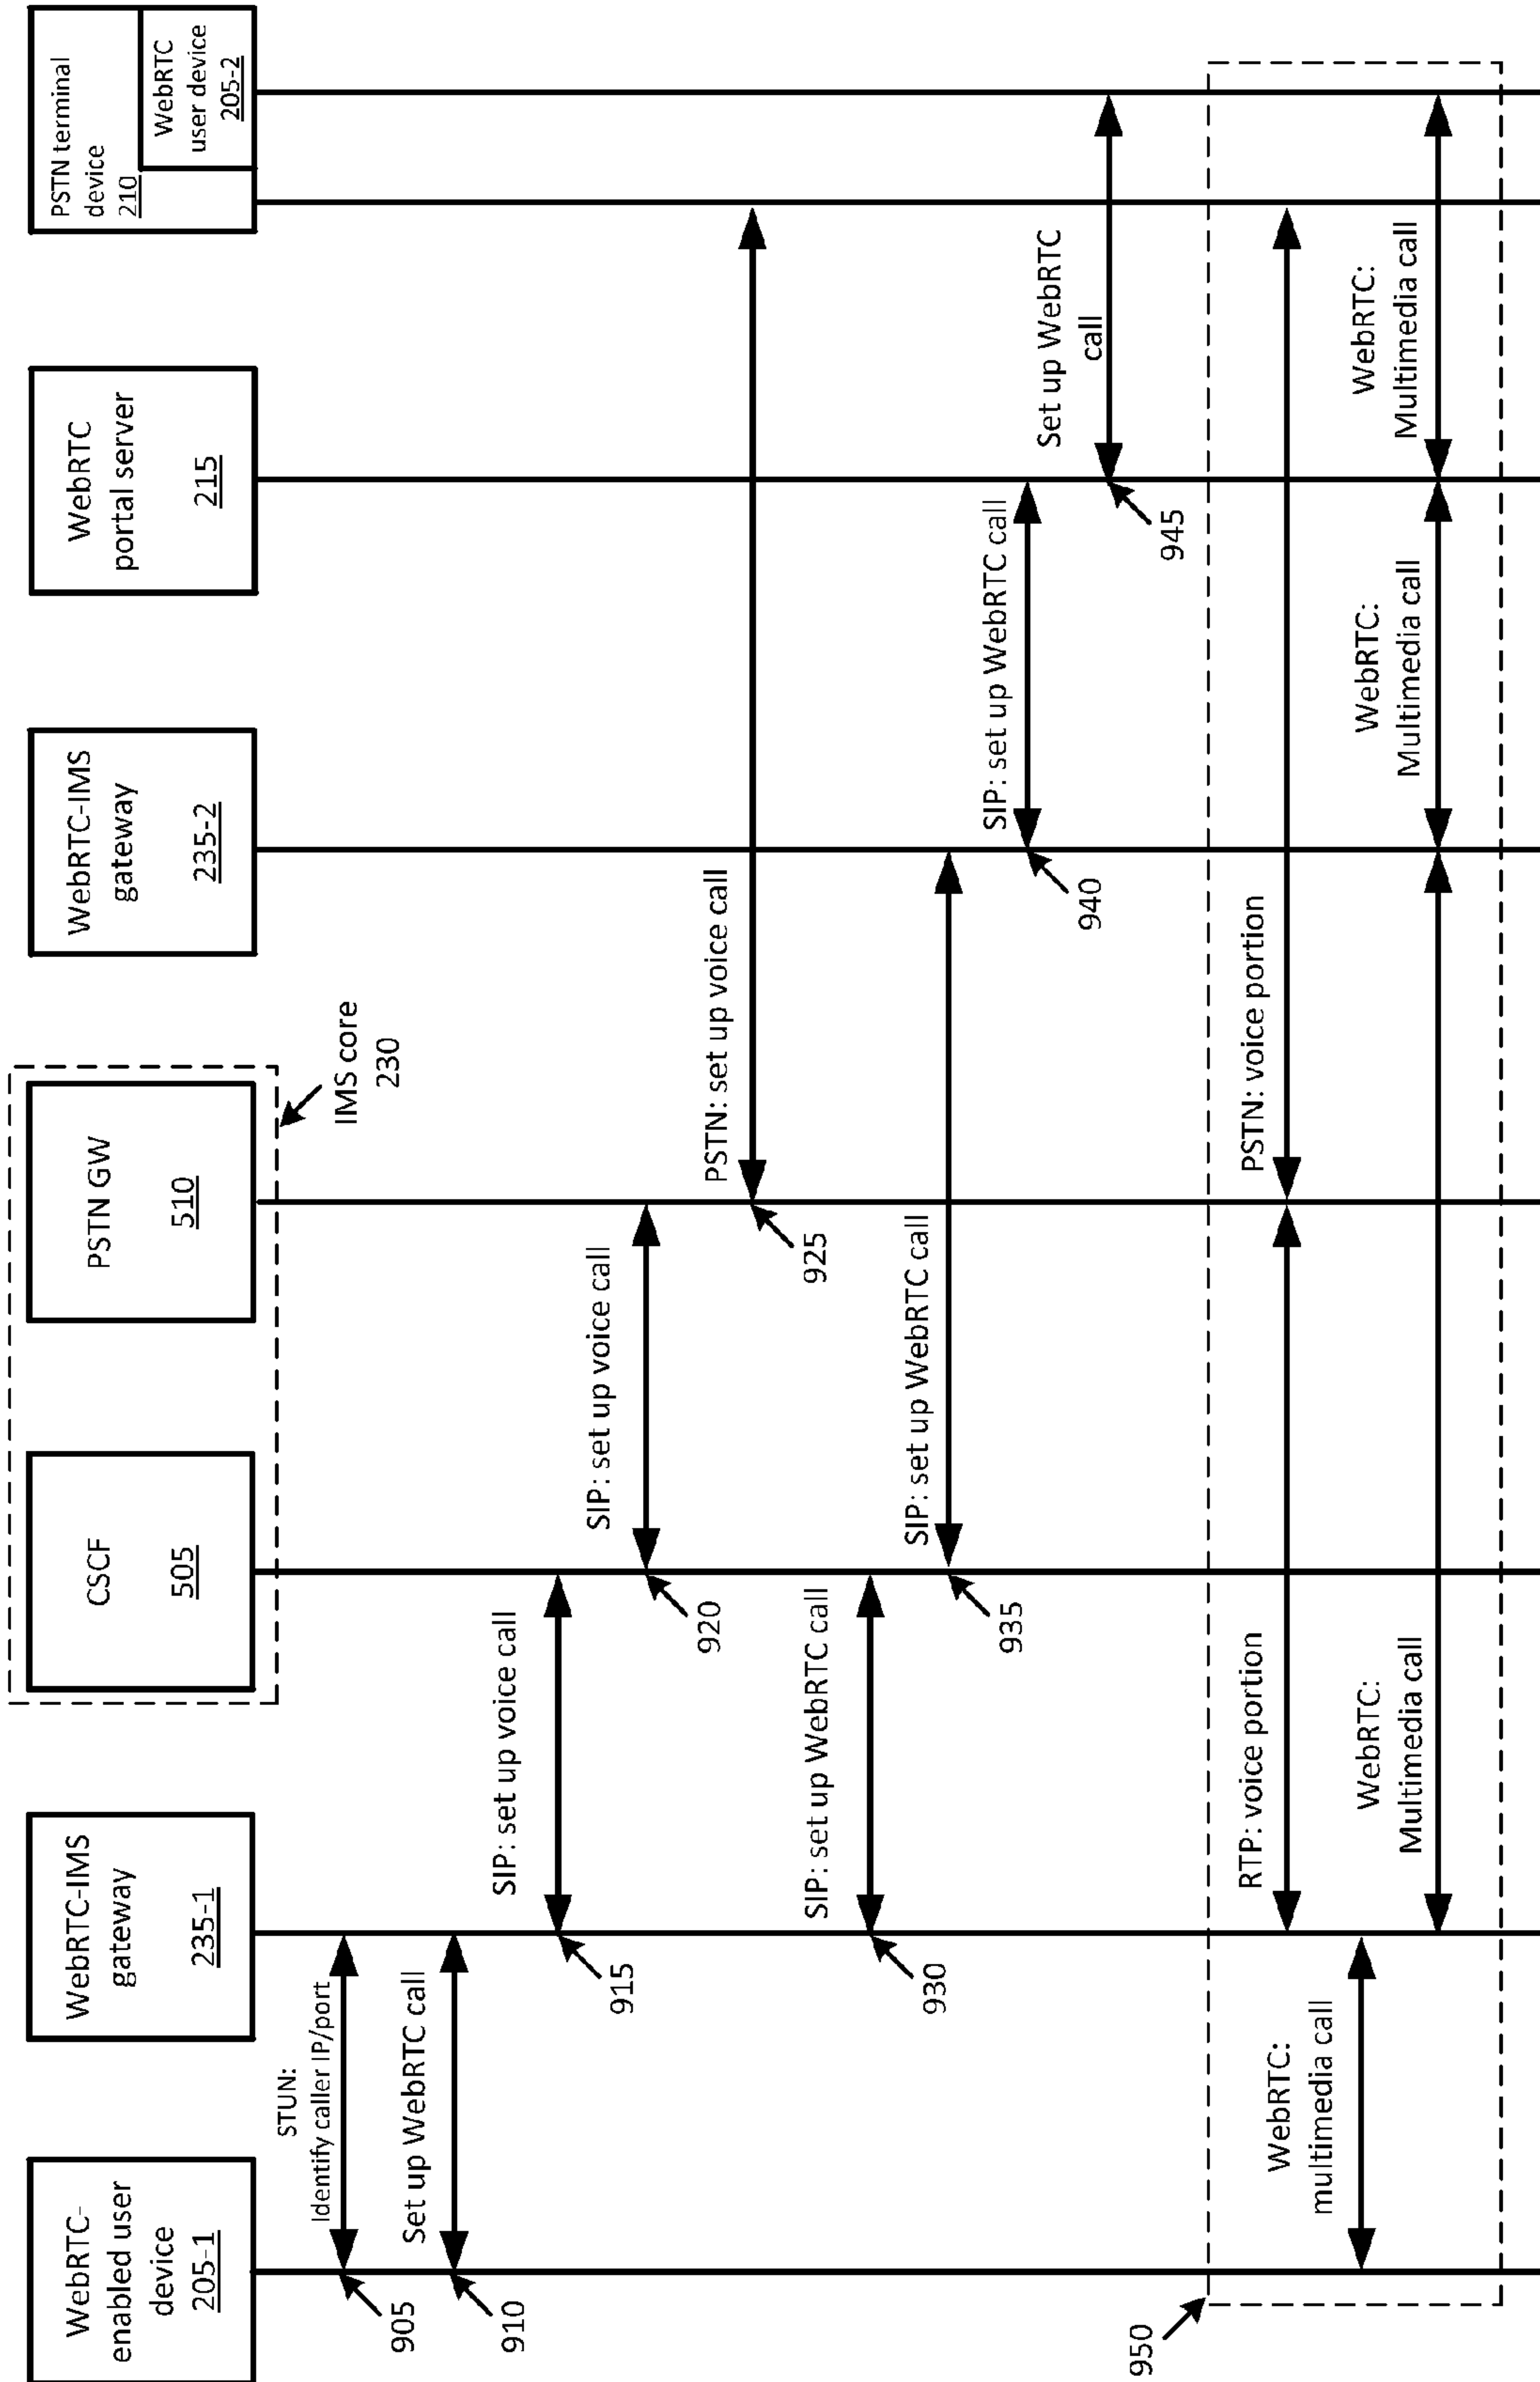 WebRTC-
enabled user
device
205-1
WebRTC-IMS
gateway
235-1
CSCF
505
PSTN GW
510
IMS core
230
WebRTC-IMS
gateway
235-2
WebRTC
portal server
215
PSTN terminal
device
210
WebRTC
user device
205-2
STUN:
Identify caller IP/port
905
Set up WebRTC call
910
SIP: set up voice call
915
SIP: set up voice call
920
PSTN: set up voice call
925
SIP: set up WebRTC call
930
SIP: set up WebRTC call
935
SIP: set up WebRTC call
940
Set up WebRTC
call
945
950
WebRTC:
multimedia call
RTP: voice portion
PSTN: voice portion
WebRTC:
Multimedia call
WebRTC:
Multimedia call
WebRTC:
Multimedia call